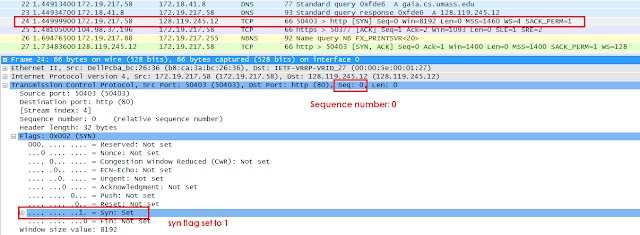 22 1.44913400 172.19.217.58 172.18.41.8 DNS 77 Standard query 0xfde6 A gaia.cs.umass.edu
23 1.44934700 172.18.41.8 172.19.217.58 DNS 93 Standard query response 0xfde6 A 128.119.245.12
24 1.44999900 172.19.217.58 128.119.245.12 TCP 66 50403 > http [SYN] Seq=0 Win=8192 Len=0 MSS=1460 WS=4 SACK_PERM=1
25 1.48103500 104.98.37.196 172.19.217.58 TCP 66 https > 50377 [ACK] Seq=1 Ack=2 Win=1093 Len=0 SLE=1 SRE=2
26 1.69476800 172.19.217.20 172.19.217.255 NBNS 92 Name query NB FX_PRINTSVR<20>
27 1.73483600 128.119.245.12 172.19.217.58 TCP 66 http > 50403 [SYN, ACK] Seq=0 Ack=1 Win=1400 Len=0 MSS=1400 SACK_PERM=1 WS=128
Frame 24: 66 bytes on wire (528 bits), 66 bytes captured (528 bits) on interface 0
Ethernet II, Src: DellPcba_bc:26:36 (b8:ca:3a:bc:26:36), Dst: IETF-VRRP-VRID_27 (00:00:5e:00:01:27)
Internet Protocol Version 4, Src: 172.19.217.58 (172.19.217.58), Dst: 128.119.245.12 (128.119.245.12)
Transmission Control Protocol, Src Port: 50403 (50403), Dst Port: http (80), Seq: 0, Len: 0
Source port: 50403 (50403)
Destination port: http (80)
[Stream index: 4]
Sequence number: 0
Sequence number: 0 (relative sequence number)
Header length: 32 bytes
Flags: 0x002 (SYN)
000. .... .... = Reserved: Not set
...0 .... .... = Nonce: Not set
.... 0... .... = Congestion Window Reduced (CWR): Not set
.... .0.. .... = ECN-Echo: Not set
.... ..0. .... = Urgent: Not set
.... ...0 .... = Acknowledgment: Not set
.... .... 0... = Push: Not set
.... .... .0.. = Reset: Not set
.... .... ..1. = Syn: Set
.... .... ...0 = Fin: Not set
syn flag set to 1
Window size value: 8192